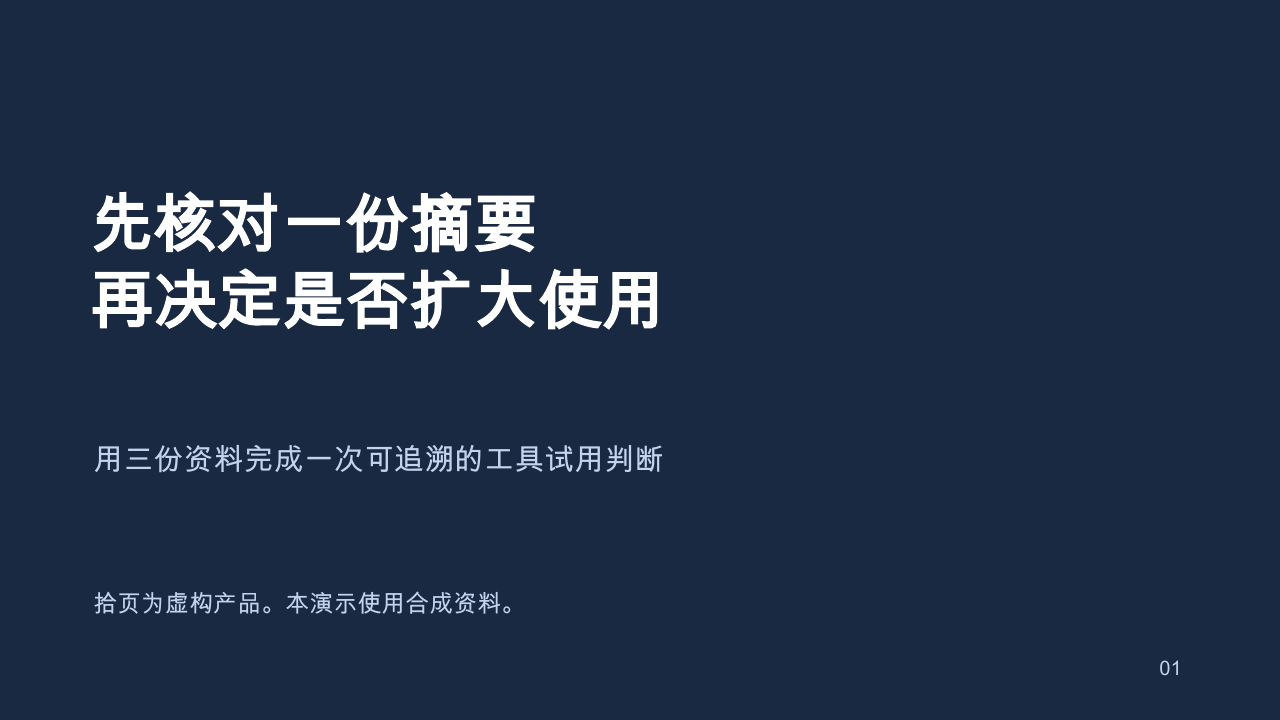 先核对一份摘要
再决定是否扩大使用
用三份资料完成一次可追溯的工具试用判断
拾页为虚构产品。本演示使用合成资料。
01